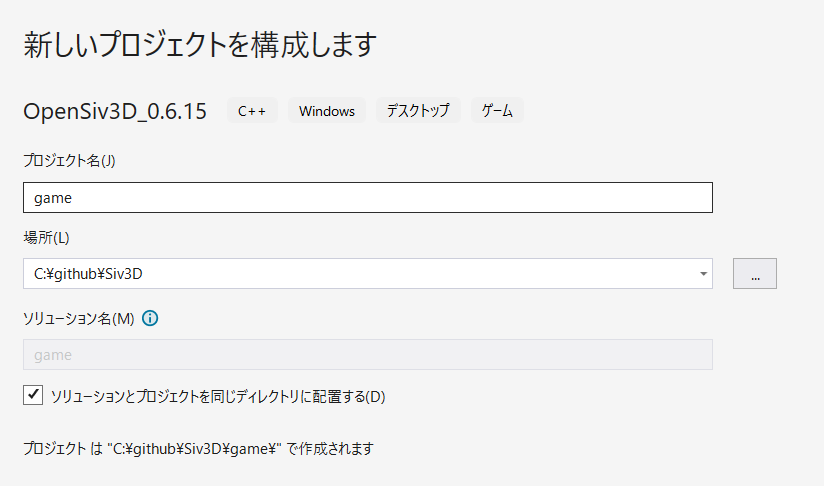 新しいプロジェクトを構成します
OpenSiv3D_0.6.15 C++ Windows デスクトップ ゲーム
プロジェクト名(J)
game
場所(L)
C:¥github¥Siv3D ...
ソリューション名(M)
game
ソリューションとプロジェクトを同じディレクトリに配置する(D)
プロジェクト は "C:¥github¥Siv3D¥game¥" で作成されます